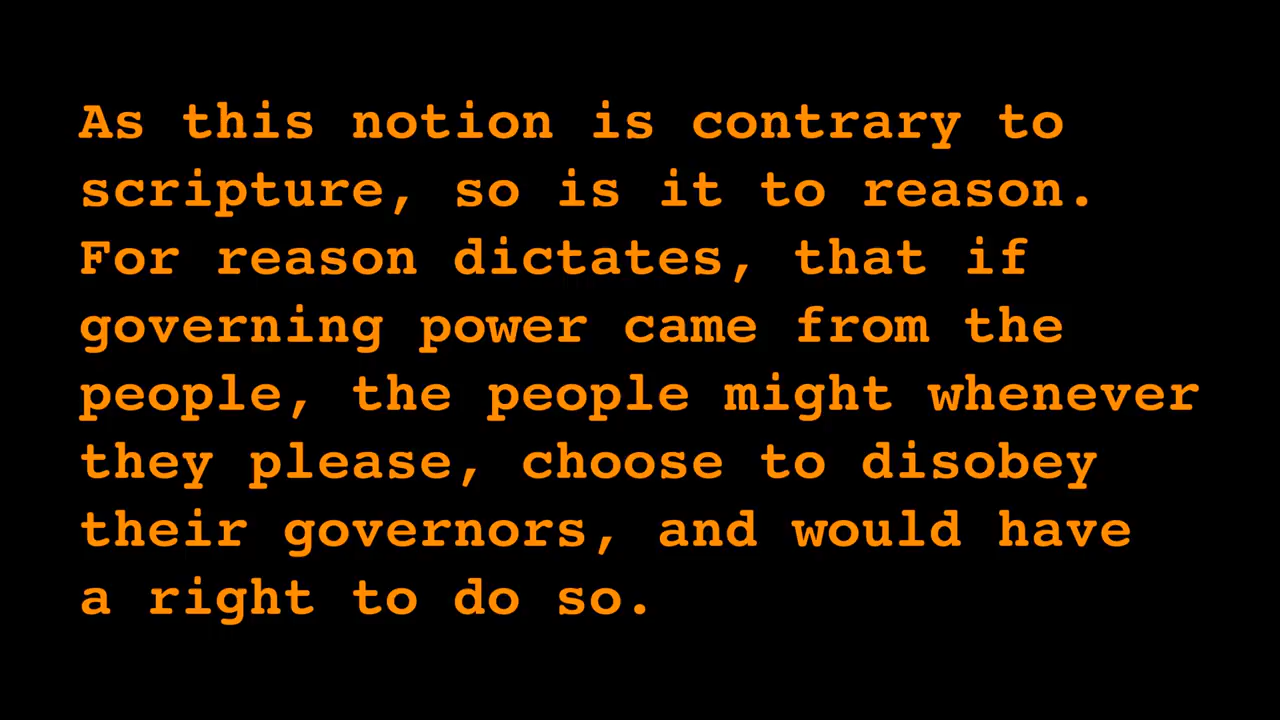 As this notion is contrary to
scripture, so is it to reason.
For reason dictates, that if
governing power came from the
people, the people might whenever
they please, choose to disobey
their governors, and would have
a right to do so.